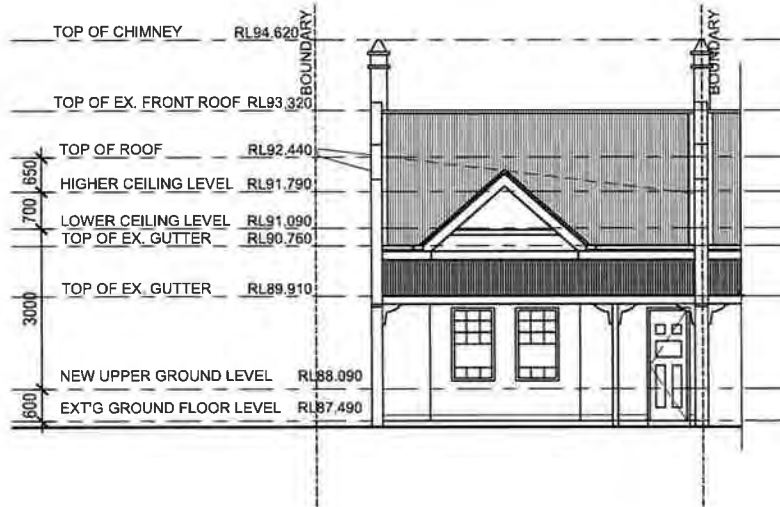 TOP OF CHIMNEY RL94.620
BOUNDARY
BOUNDARY
TOP OF EX. FRONT ROOF RL93.320
TOP OF ROOF RL92.440
650
HIGHER CEILING LEVEL RL91.790
700
LOWER CEILING LEVEL RL91.090
TOP OF EX. GUTTER RL90.760
TOP OF EX. GUTTER RL89.910
3000
NEW UPPER GROUND LEVEL RL88.090
600
EXT'G GROUND FLOOR LEVEL RL87.490